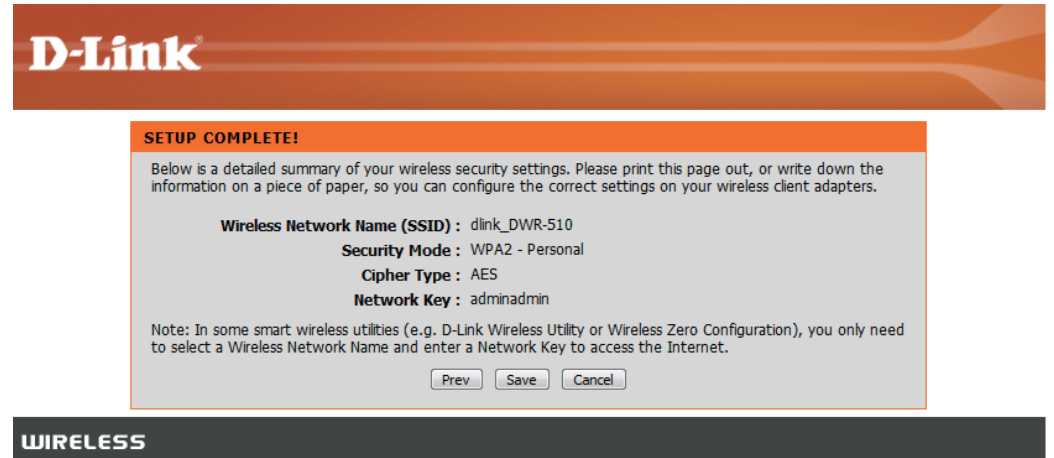 D-Link®
SETUP COMPLETE!
Below is a detailed summary of your wireless security settings. Please print this page out, or write down the
information on a piece of paper, so you can configure the correct settings on your wireless client adapters.
Wireless Network Name (SSID) : dlink_DWR-510
Security Mode : WPA2 - Personal
Cipher Type : AES
Network Key : adminadmin
Note: In some smart wireless utilities (e.g. D-Link Wireless Utility or Wireless Zero Configuration), you only need
to select a Wireless Network Name and enter a Network Key to access the Internet.
Prev Save Cancel
WIRELESS